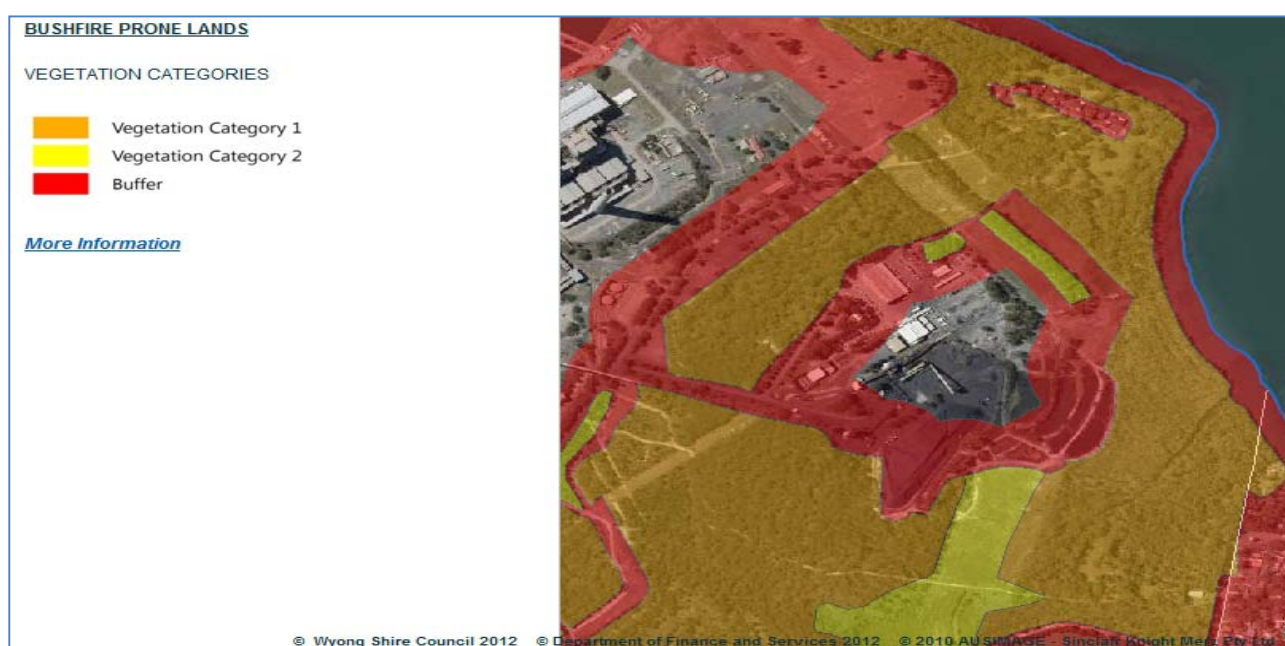 BUSHFIRE PRONE LANDS
VEGETATION CATEGORIES
Vegetation Category 1
Vegetation Category 2
Buffer
More Information
© Wyong Shire Council 2012 © Department of Finance and Services 2012 © 2010 AUSIMAGE - Sinclair Knight Merz Pty Ltd